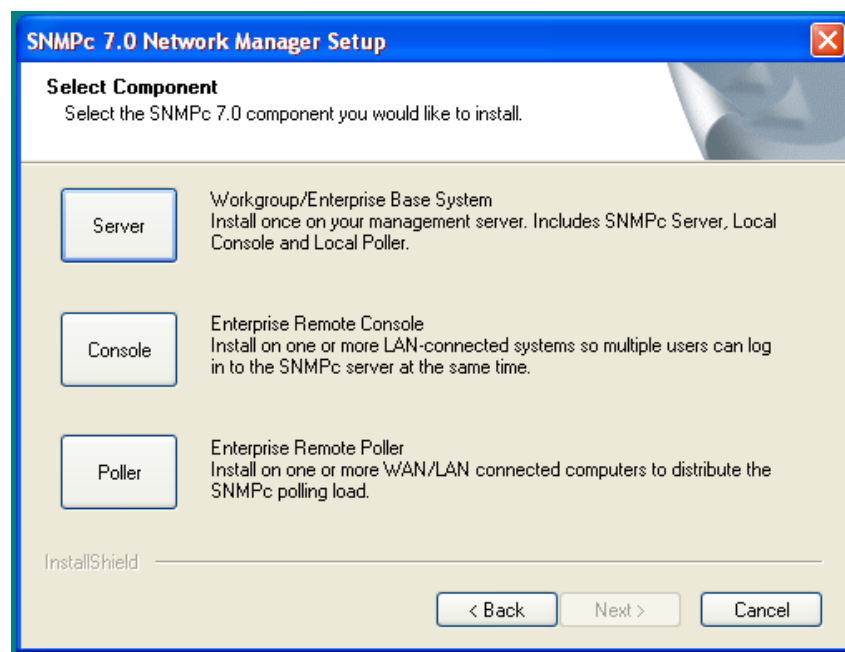 SNMPc 7.0 Network Manager Setup
Select Component
Select the SNMPc 7.0 component you would like to install.
Server
Workgroup/Enterprise Base System
Install once on your management server. Includes SNMPc Server, Local
Console and Local Poller.
Console
Enterprise Remote Console
Install on one or more LAN-connected systems so multiple users can log
in to the SNMPc server at the same time.
Poller
Enterprise Remote Poller
Install on one or more WAN/LAN connected computers to distribute the
SNMPc polling load.
InstallShield
< Back
Next >
Cancel